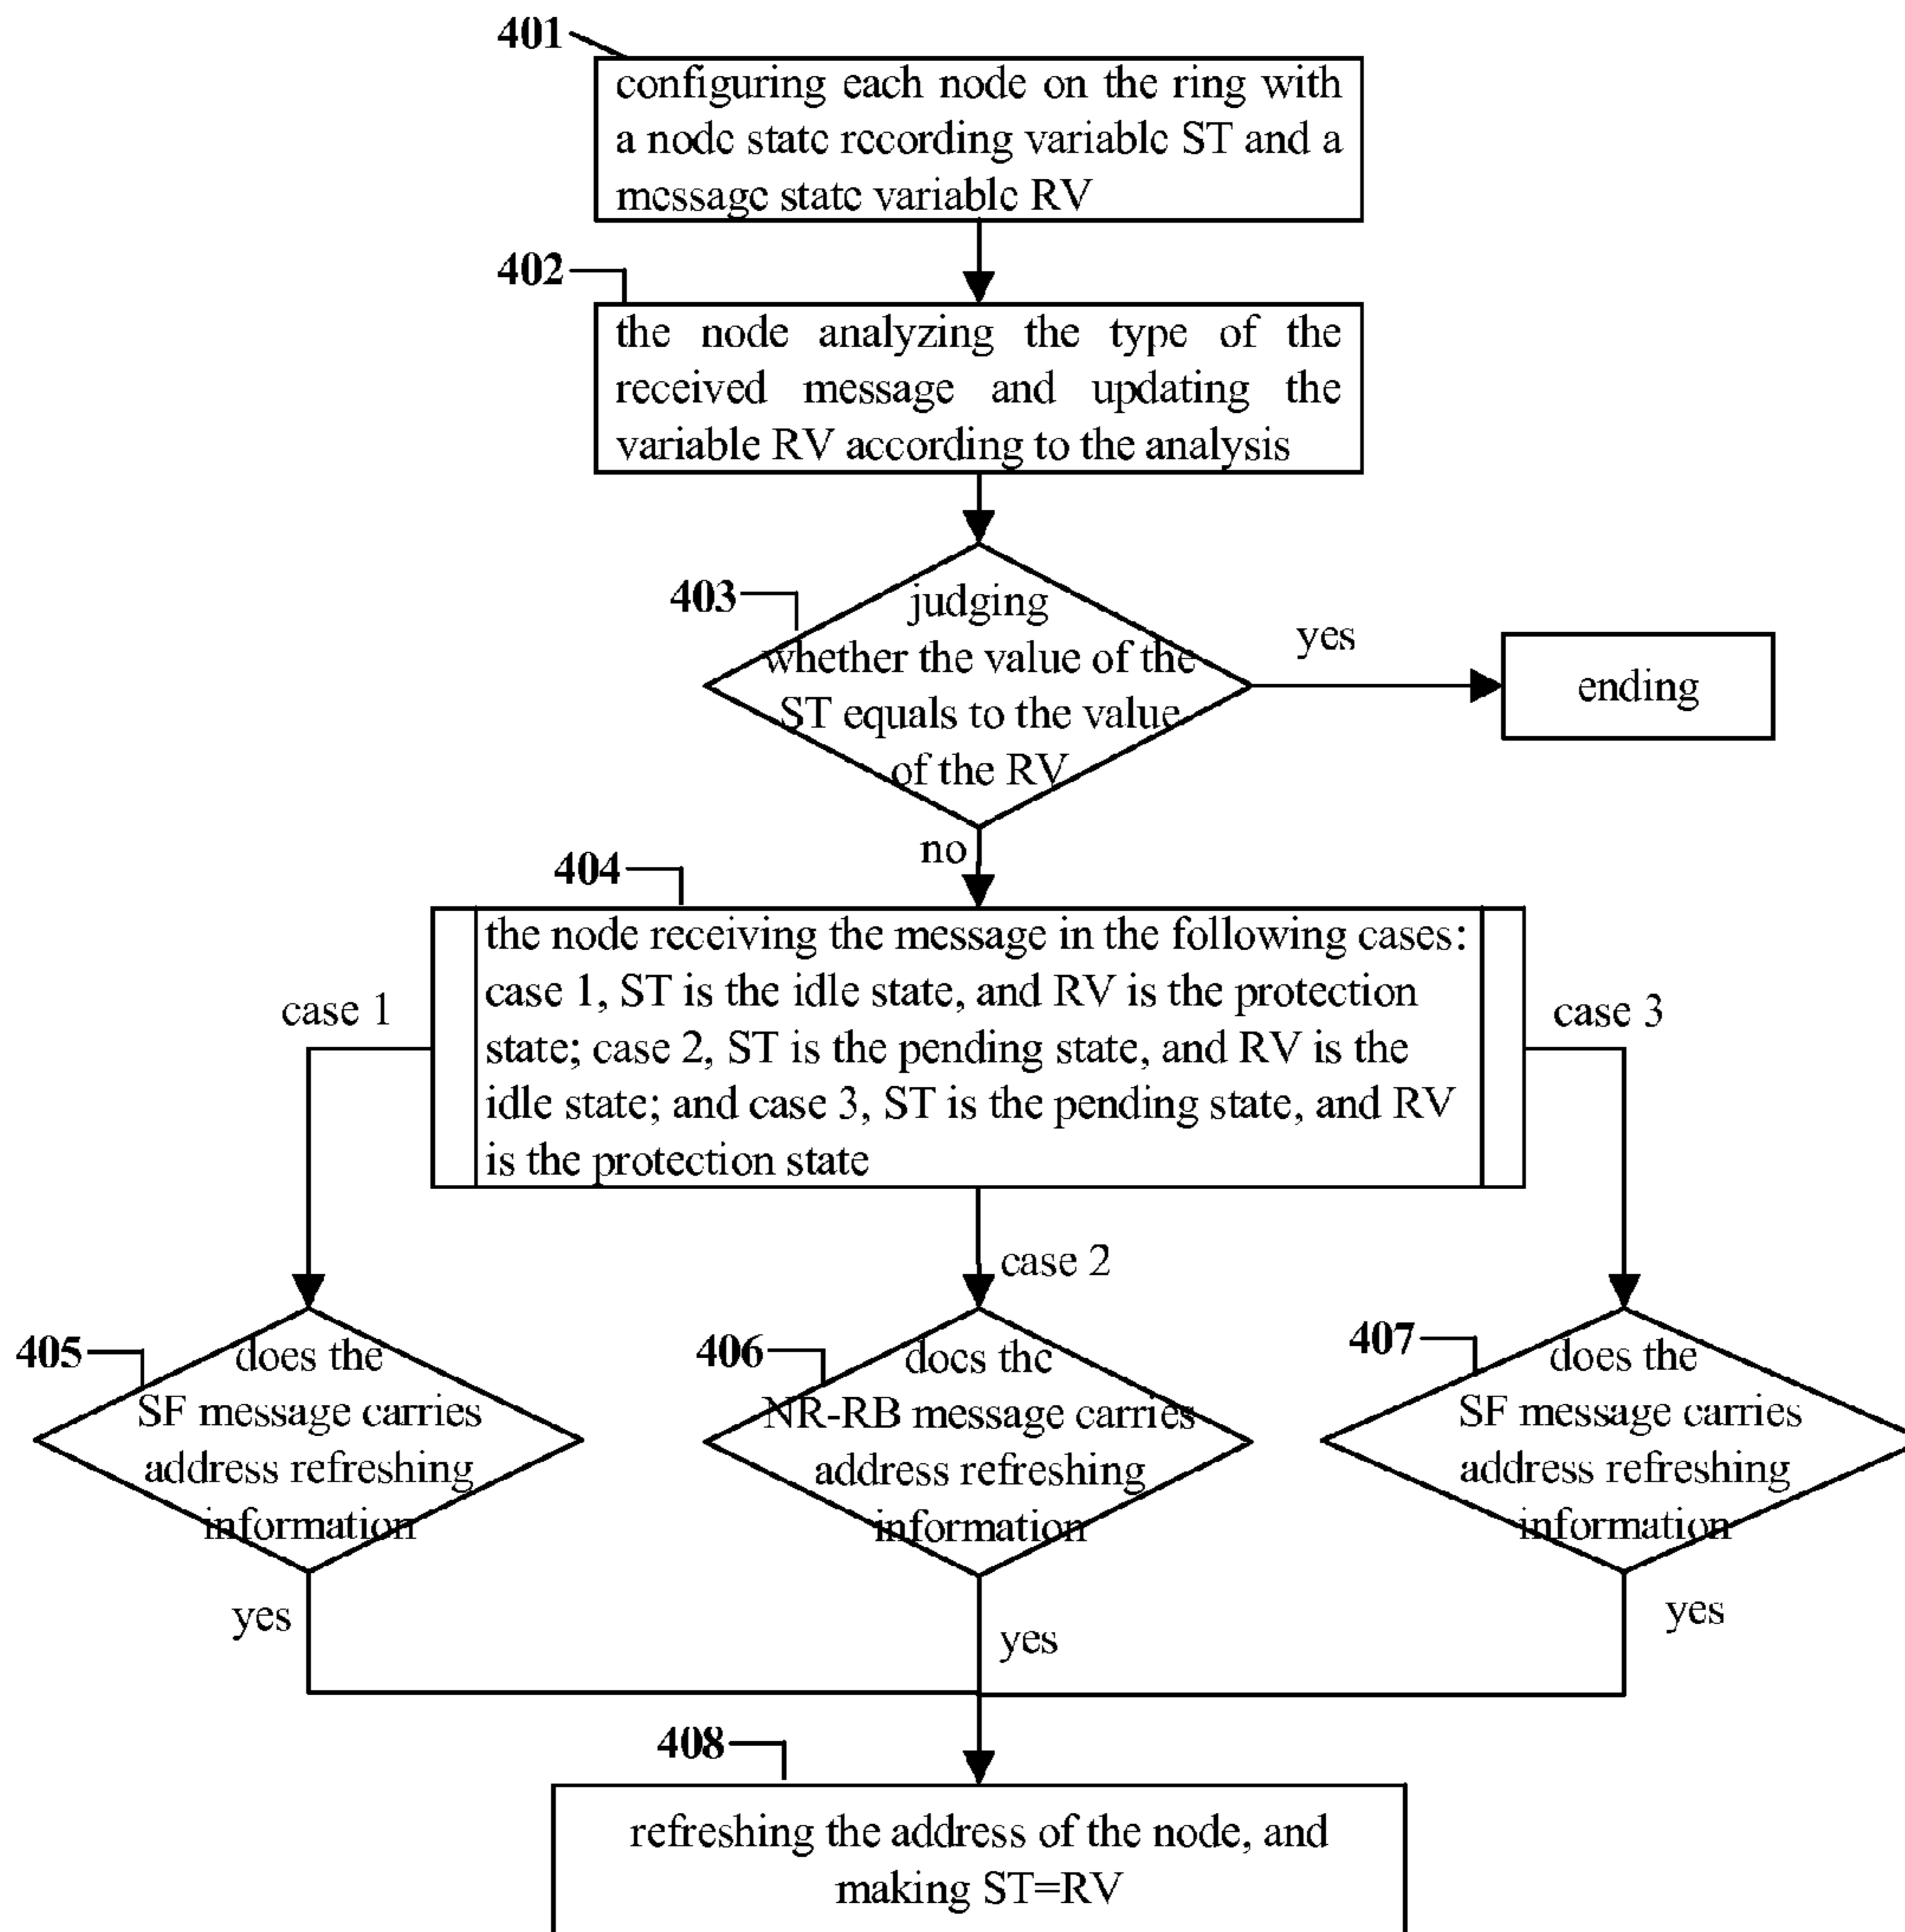 401
configuring each node on the ring with
a node state recording variable ST and a
message state variable RV
402
the node analyzing the type of the
received message and updating the
variable RV according to the analysis
403
judging
whether the value of the
ST equals to the value
of the RV
yes
ending
no
404
the node receiving the message in the following cases:
case 1, ST is the idle state, and RV is the protection
state; case 2, ST is the pending state, and RV is the
idle state; and case 3, ST is the pending state, and RV
is the protection state
case 1
case 3
case 2
405
does the
SF message carries
address refreshing
information
406
does the
NR-RB message carries
address refreshing
information
407
does the
SF message carries
address refreshing
information
yes
yes
yes
408
refreshing the address of the node, and
making ST=RV